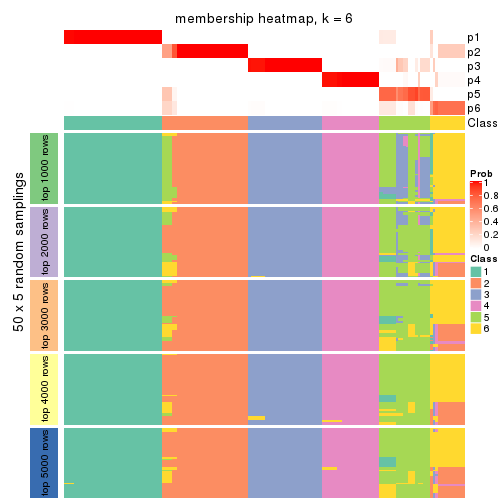 membership heatmap, k = 6
p1
p2
p3
p4
p5
p6
Class
50 x 5 random samplings
top 1000 rows
top 2000 rows
top 3000 rows
top 4000 rows
top 5000 rows
Prob
1
0.8
0.6
0.4
0.2
0
Class
1
2
3
4
5
6